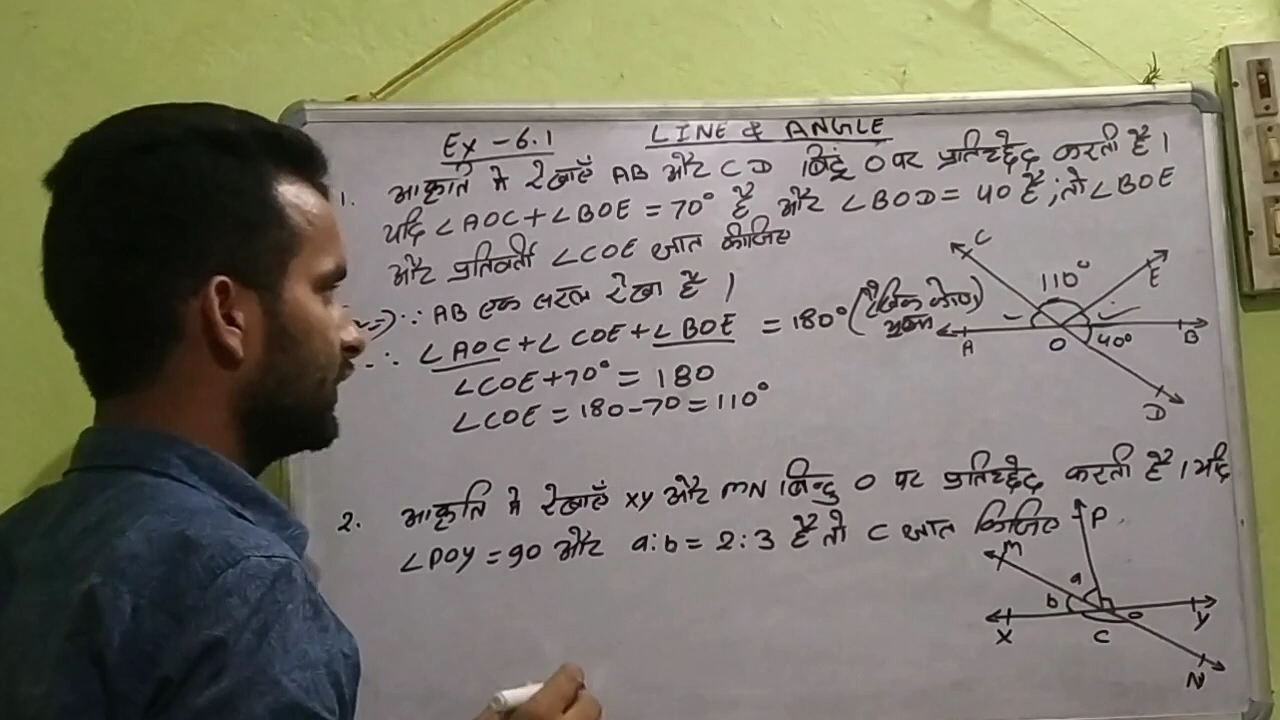 Ex - 6.1 LINE & ANGLE
1. आकृति मे रेखाएँ AB और CD बिंदु O पर प्रतिच्छेद करती है ।
यदि ∠AOC+∠BOE = 70° है और ∠BOD = 40 है ; तो ∠BOE
और प्रतिवर्ती ∠COE ज्ञात कीजिए
∵ AB एक सरल रेखा है ।
∴ ∠AOC+∠COE+∠BOE = 180° (रैखिक कोण)
युग्म
∠COE+70° = 180
∠COE = 180-70 = 110°
C
110°
E
A
O
40°
B
D
2. आकृति मे रेखाएँ XY और MN बिन्दु O पर प्रतिच्छेद करती है । यदि
∠POY = 90 और a:b = 2:3 है तो C ज्ञात किजिए
P
M
a
b
X
C
O
Y
N